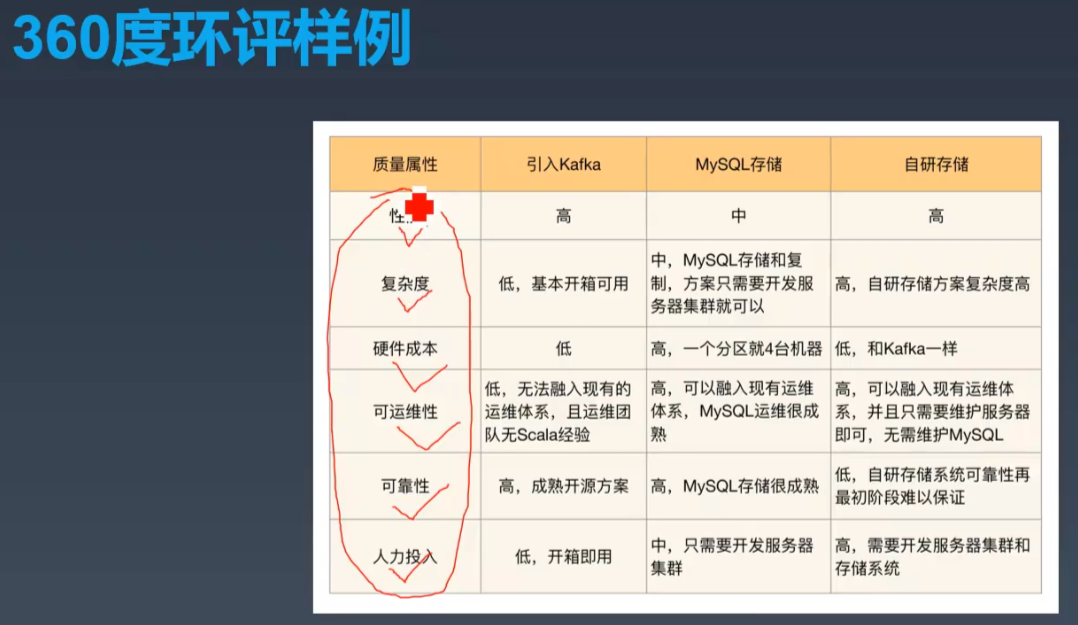 360度环评样例
质量属性
引入Kafka
MySQL存储
自研存储
性
高
中
高
复杂度
低，基本开箱可用
中，MySQL存储和复
制，方案只需要开发服
务器集群就可以
高，自研存储方案复杂度高
硬件成本
低
高，一个分区就4台机器
低，和Kafka一样
可运维性
低，无法融入现有的
运维体系，且运维团
队无Scala经验
高，可以融入现有运维
体系，MySQL运维很成
熟
高，可以融入现有运维体
系，并且只需要维护服务器
即可，无需维护MySQL
可靠性
高，成熟开源方案
高，MySQL存储很成熟
低，自研存储系统可靠性再
最初阶段难以保证
人力投入
低，开箱即用
中，只需要开发服务器
集群
高，需要开发服务器集群和
存储系统